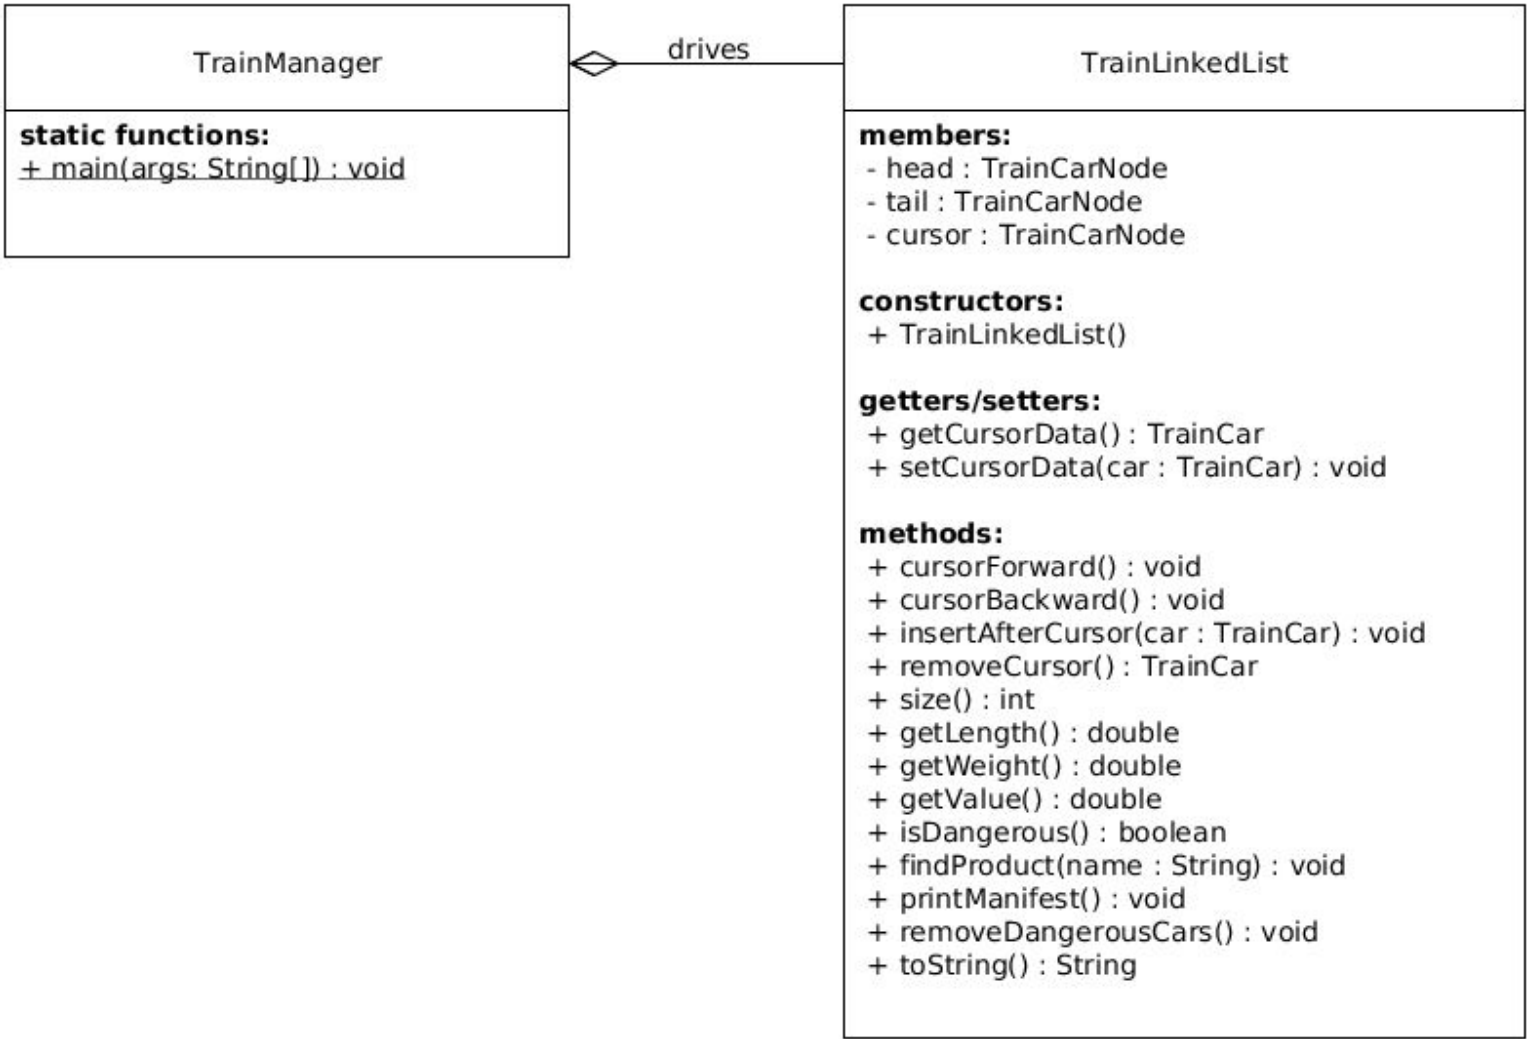 TrainManager
static functions:
+ main(args: String[]) : void
drives
TrainLinkedList
members:
- head : TrainCarNode
- tail : TrainCarNode
- cursor : TrainCarNode
constructors:
+ TrainLinkedList()
getters/setters:
+ getCursorData() : TrainCar
+ setCursorData(car : TrainCar) : void
methods:
+ cursorForward() : void
+ cursorBackward() : void
+ insertAfterCursor(car : TrainCar) : void
+ removeCursor() : TrainCar
+ size() : int
+ getLength() : double
+ getWeight() : double
+ getValue() : double
+ isDangerous() : boolean
+ findProduct(name : String) : void
+ printManifest() : void
+ removeDangerousCars() : void
+ toString() : String